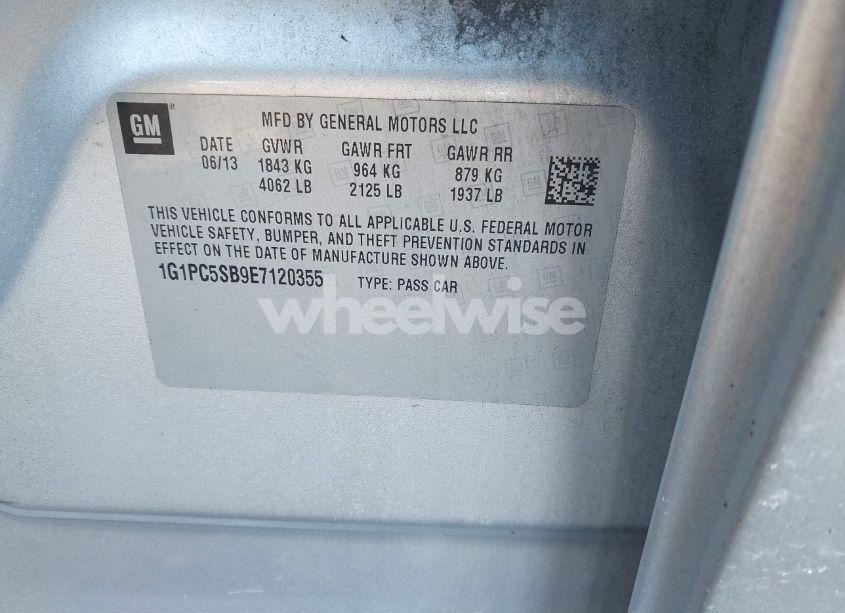 GM ®
MFD BY GENERAL MOTORS LLC
DATE GVWR GAWR FRT GAWR RR
06/13 1843 KG 964 KG 879 KG
4062 LB 2125 LB 1937 LB
THIS VEHICLE CONFORMS TO ALL APPLICABLE U.S. FEDERAL MOTOR
VEHICLE SAFETY, BUMPER, AND THEFT PREVENTION STANDARDS IN
EFFECT ON THE DATE OF MANUFACTURE SHOWN ABOVE.
1G1PC5SB9E7120355 TYPE: PASS CAR
wheelwise